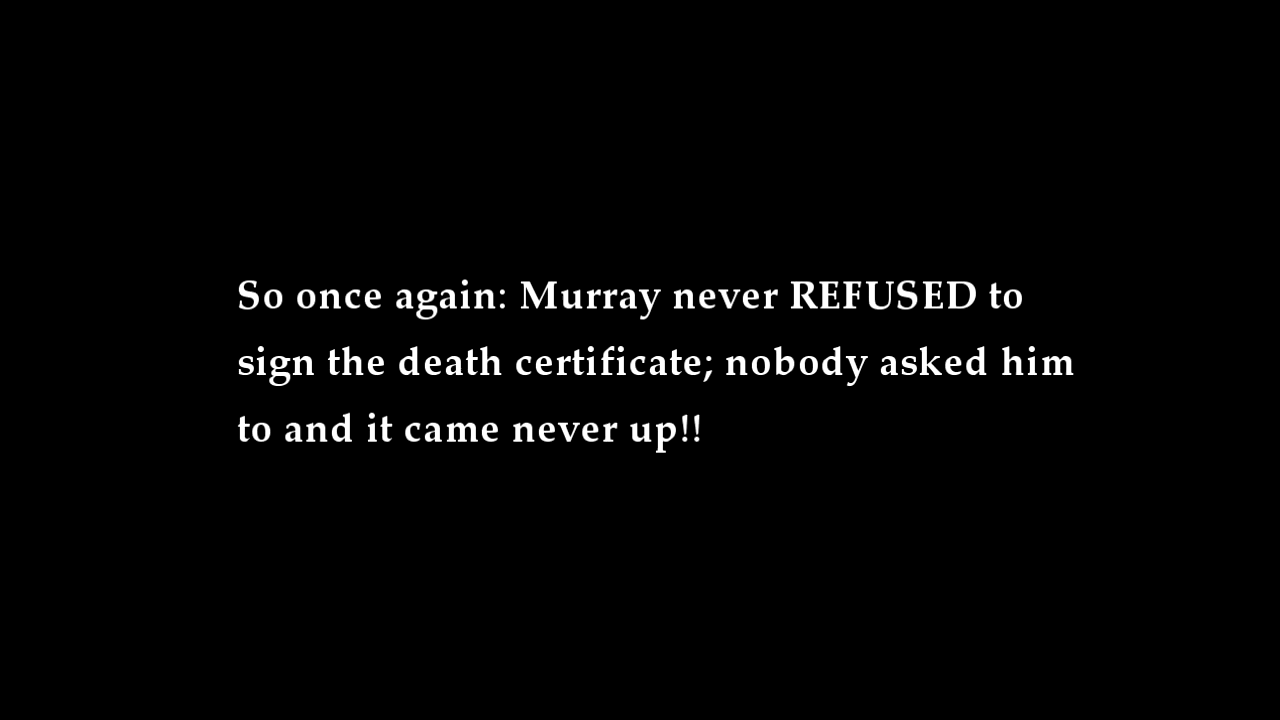 So once again: Murray never REFUSED to
sign the death certificate; nobody asked him
to and it came never up!!